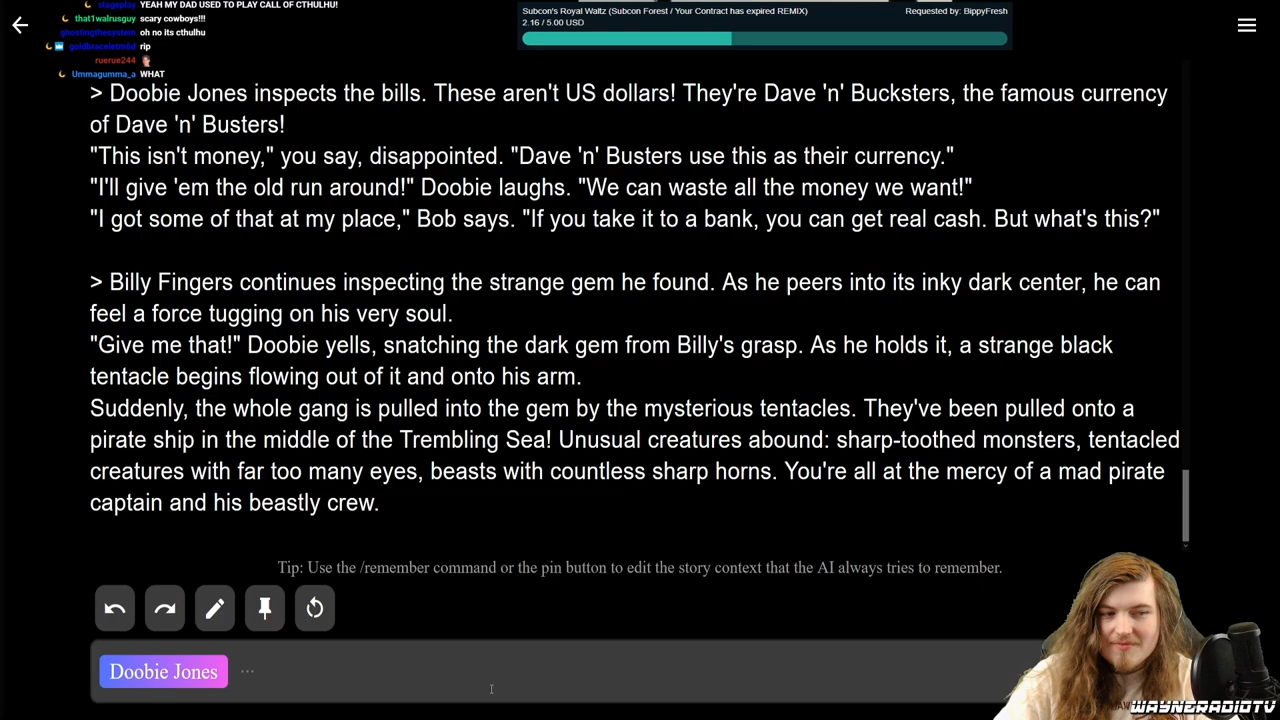 stageplay YEAH MY DAD USED TO PLAY CALL OF CTHULHU!
that1walrusguy scary cowboys!!!
ghostingthesystem oh no its cthulhu
goldbraceletm6d rip
ruerue244
Ummagumma_a WHAT
Subcon's Royal Waltz (Subcon Forest / Your Contract has expired REMIX) Requested by: BippyFresh
2.16 / 5.00 USD
> Doobie Jones inspects the bills. These aren't US dollars! They're Dave 'n' Bucksters, the famous currency
of Dave 'n' Busters!
"This isn't money," you say, disappointed. "Dave 'n' Busters use this as their currency."
"I'll give 'em the old run around!" Doobie laughs. "We can waste all the money we want!"
"I got some of that at my place," Bob says. "If you take it to a bank, you can get real cash. But what's this?"
> Billy Fingers continues inspecting the strange gem he found. As he peers into its inky dark center, he can
feel a force tugging on his very soul.
"Give me that!" Doobie yells, snatching the dark gem from Billy's grasp. As he holds it, a strange black
tentacle begins flowing out of it and onto his arm.
Suddenly, the whole gang is pulled into the gem by the mysterious tentacles. They've been pulled onto a
pirate ship in the middle of the Trembling Sea! Unusual creatures abound: sharp-toothed monsters, tentacled
creatures with far too many eyes, beasts with countless sharp horns. You're all at the mercy of a mad pirate
captain and his beastly crew.
Tip: Use the /remember command or the pin button to edit the story context that the AI always tries to remember.
Doobie Jones ...
WAYNERADIOTV